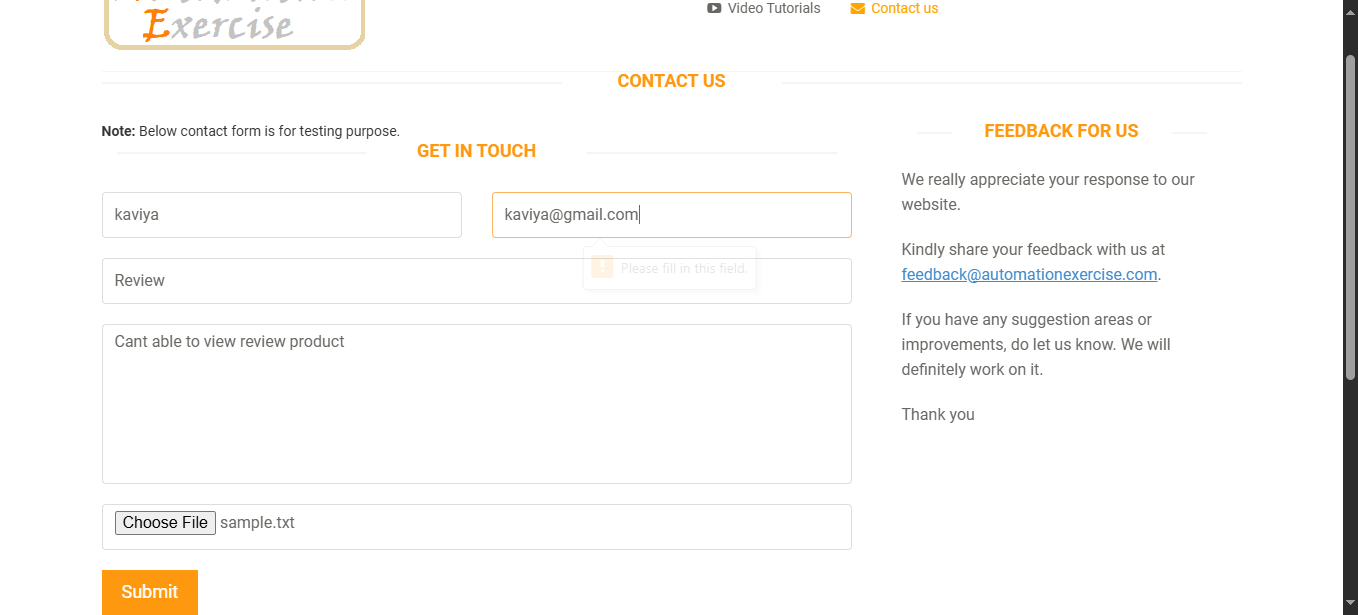 Exercise
Video Tutorials
Contact us
CONTACT US
Note: Below contact form is for testing purpose.
GET IN TOUCH
kaviya
kaviya@gmail.com
Please fill in this field.
Review
Cant able to view review product
Choose File sample.txt
Submit
FEEDBACK FOR US
We really appreciate your response to our
website.
Kindly share your feedback with us at
feedback@automationexercise.com.
If you have any suggestion areas or
improvements, do let us know. We will
definitely work on it.
Thank you